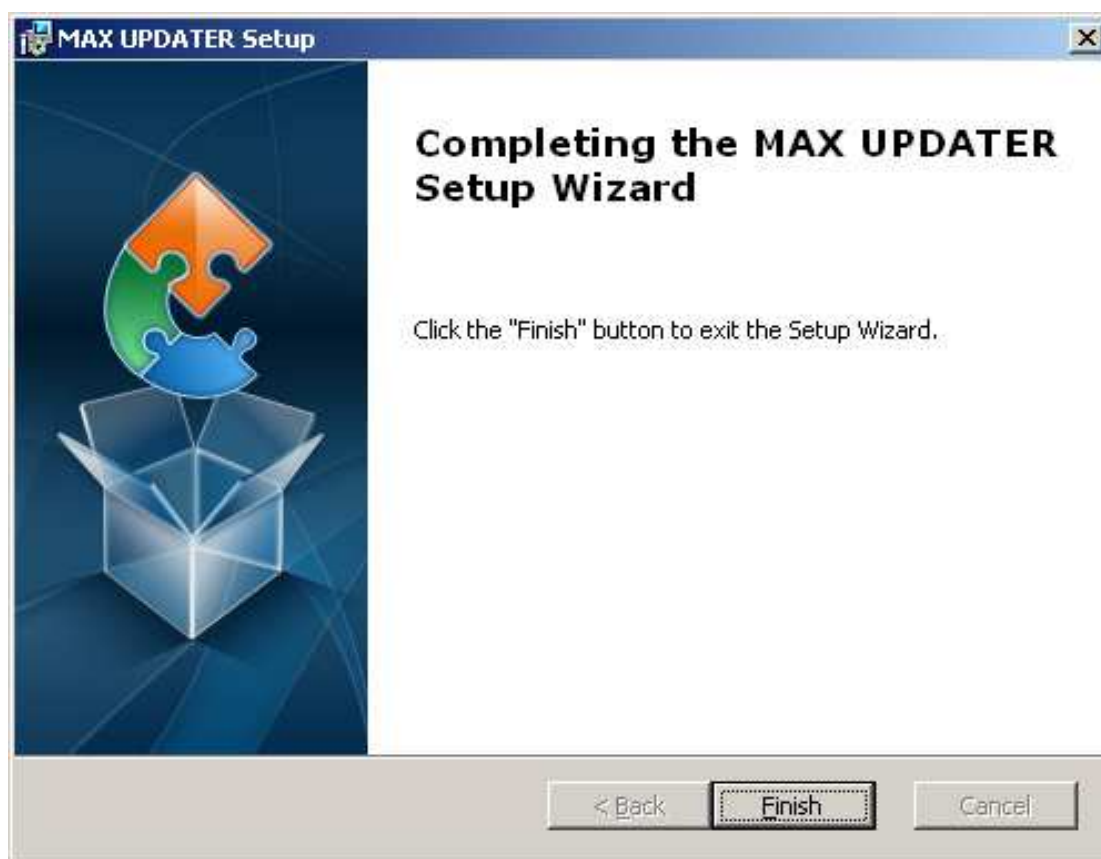 MAX UPDATER Setup
Completing the MAX UPDATER
Setup Wizard
Click the "Finish" button to exit the Setup Wizard.
< Back Finish Cancel